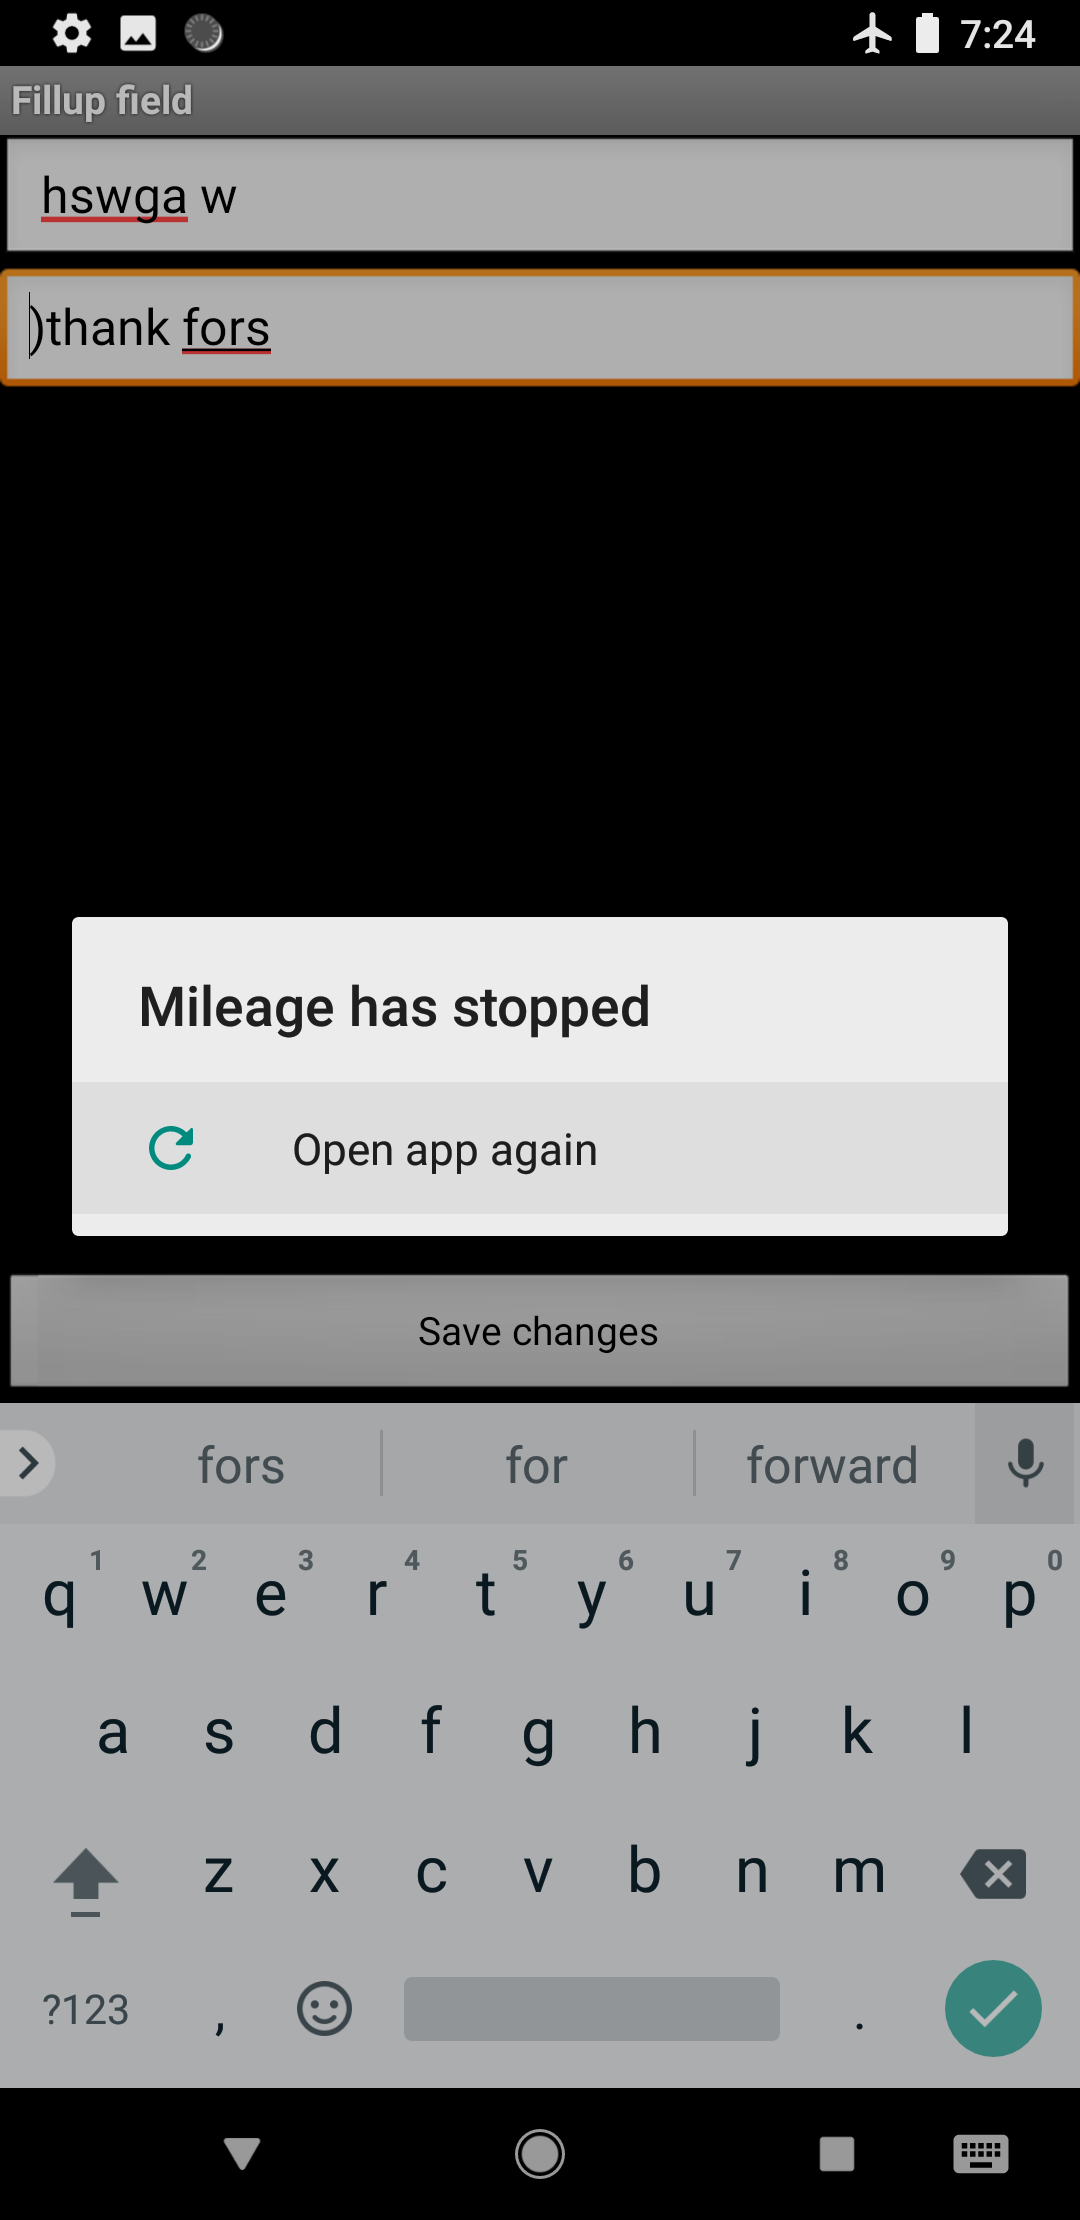 7:24
Fillup field
hswga w
)thank fors
Mileage has stopped
Open app again
Save changes
fors for forward
1 2 3 4 5 6 7 8 9 0
q w e r t y u i o p
a s d f g h j k l
z x c v b n m
?123 , .